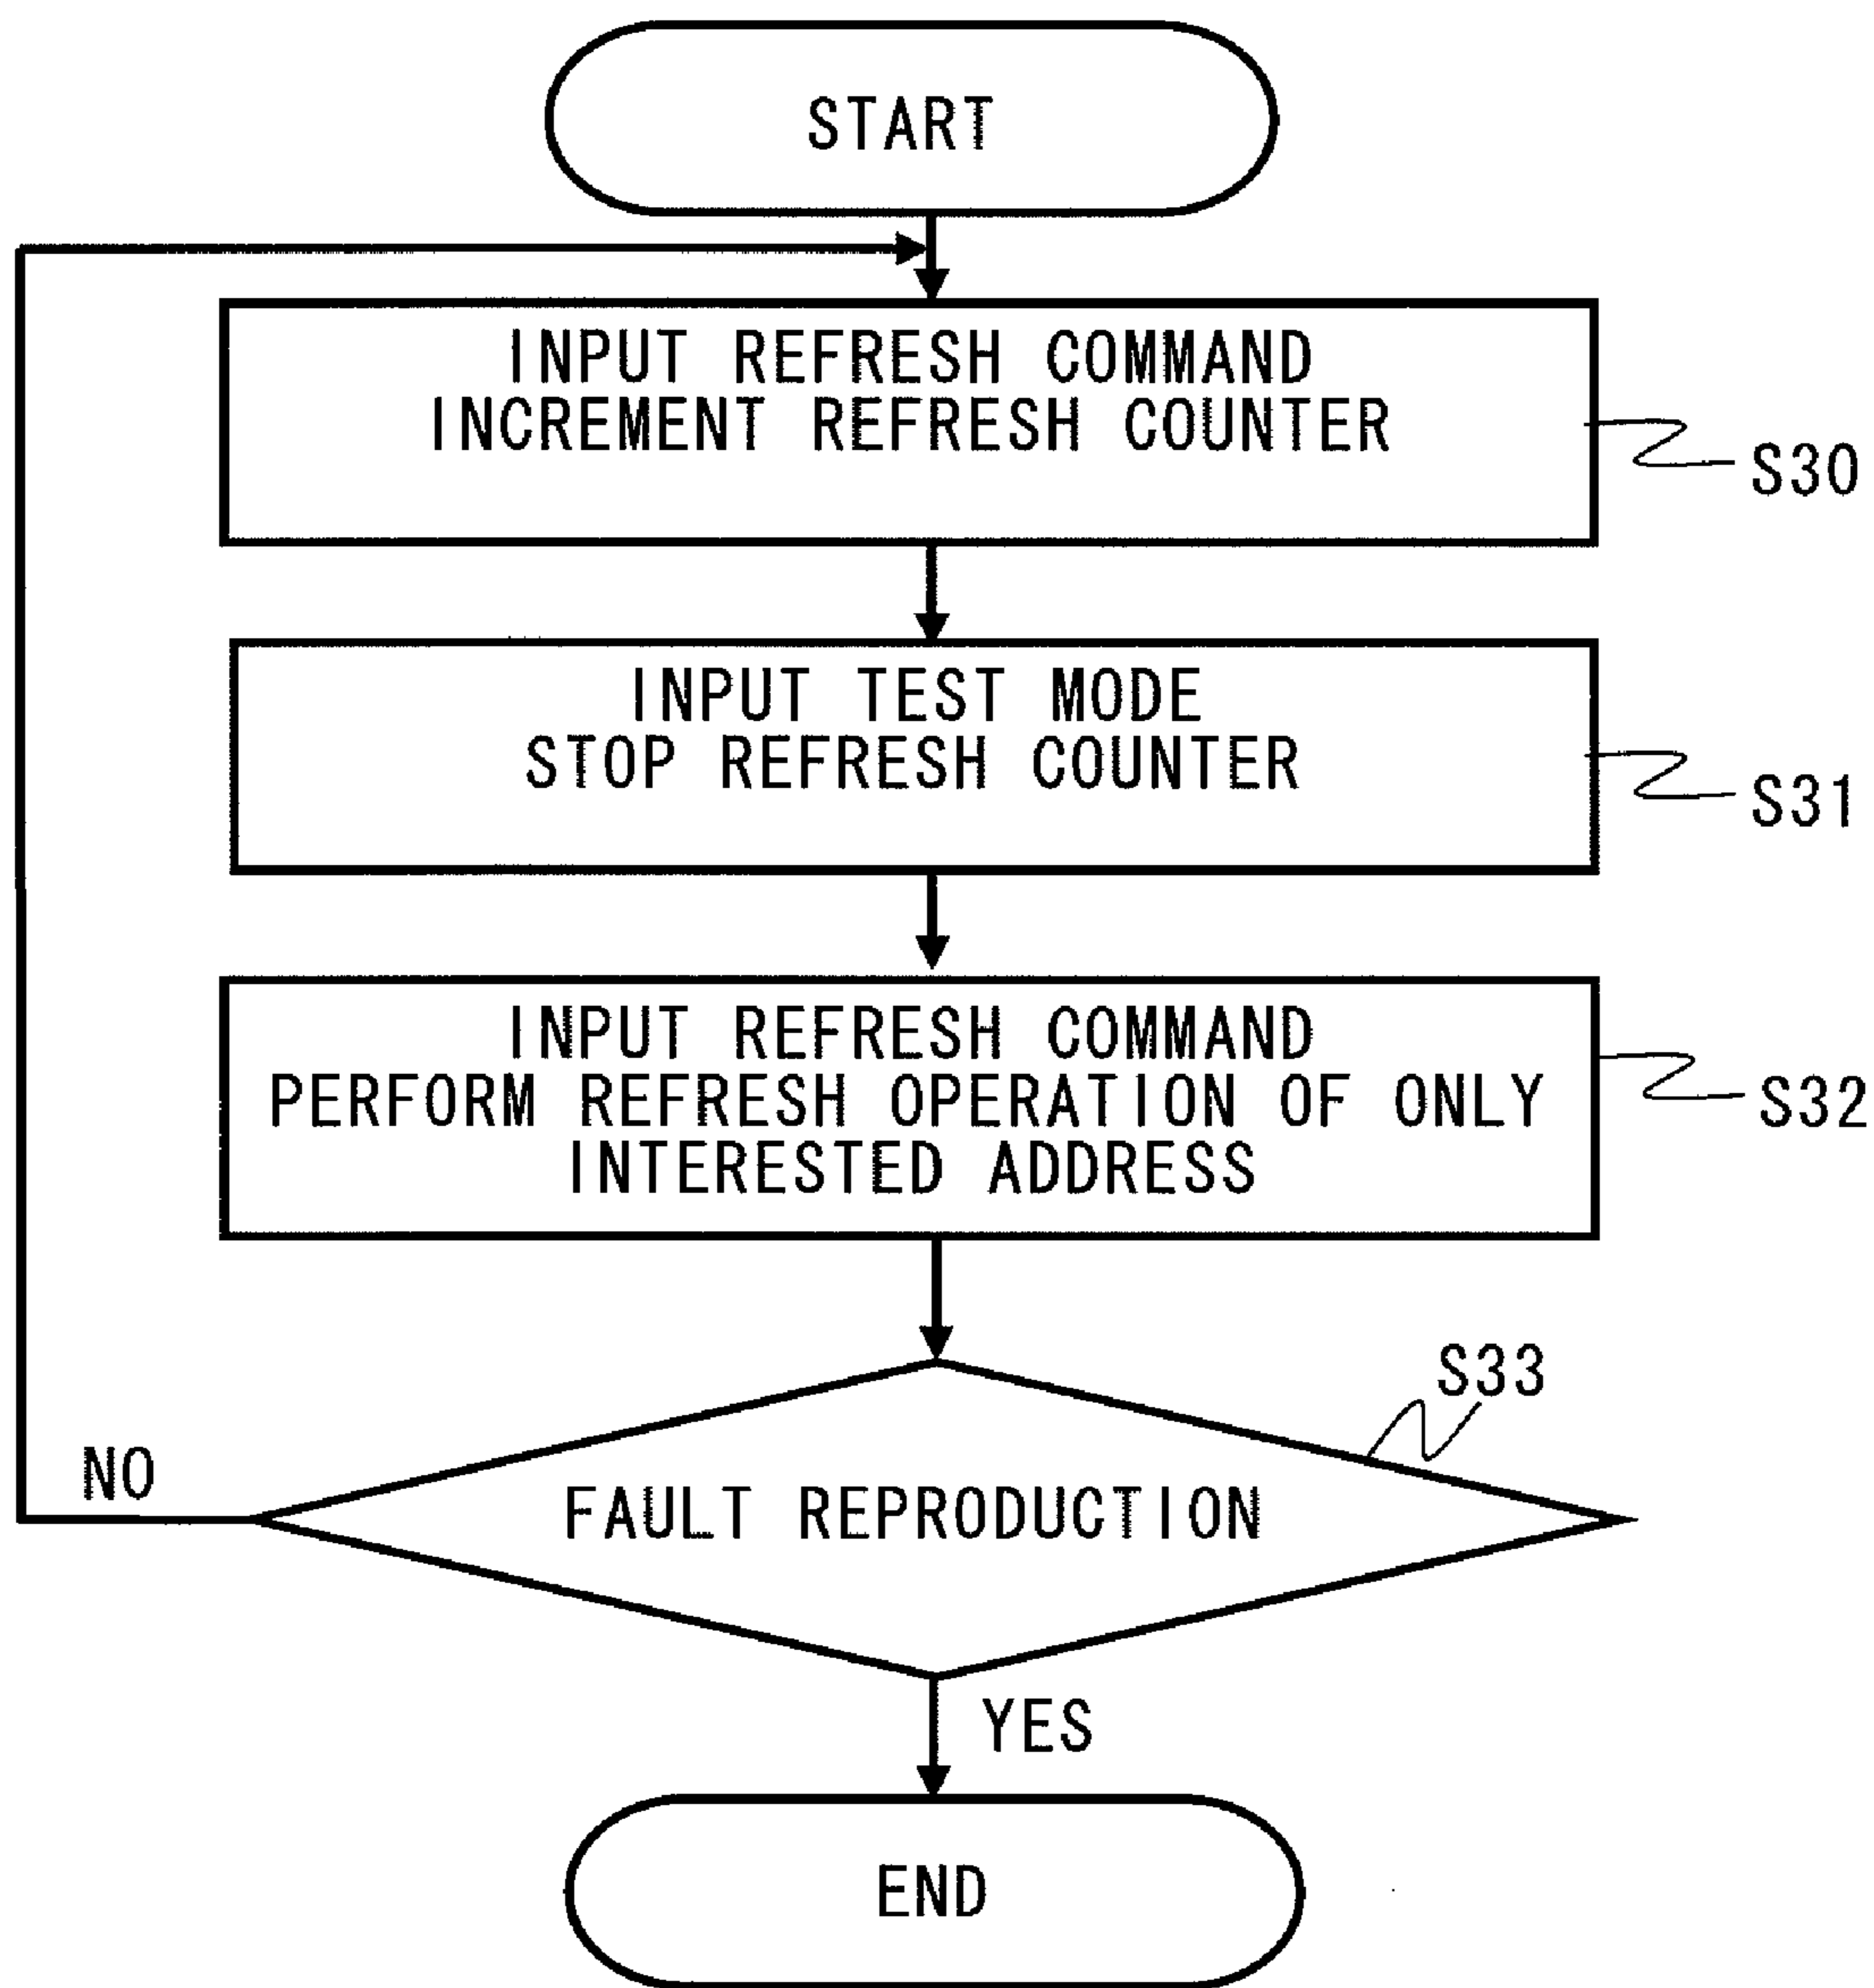 START
INPUT REFRESH COMMAND
INCREMENT REFRESH COUNTER
S30
INPUT TEST MODE
STOP REFRESH COUNTER
S31
INPUT REFRESH COMMAND
PERFORM REFRESH OPERATION OF ONLY
INTERESTED ADDRESS
S32
S33
NO
FAULT REPRODUCTION
YES
END